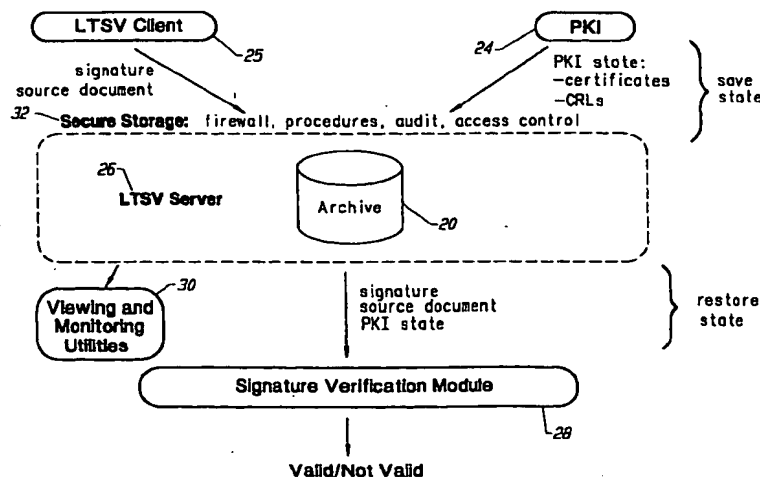 LTSV Client
25
PKI
24
signature
source document
PKI state:
-certificates
-CRLs
save
state
32
Secure Storage: firewall, procedures, audit, access control
26
LTSV Server
Archive
20
30
Viewing and
Monitoring
Utilities
signature
source document
PKI state
restore
state
Signature Verification Module
28
Valid/Not Valid